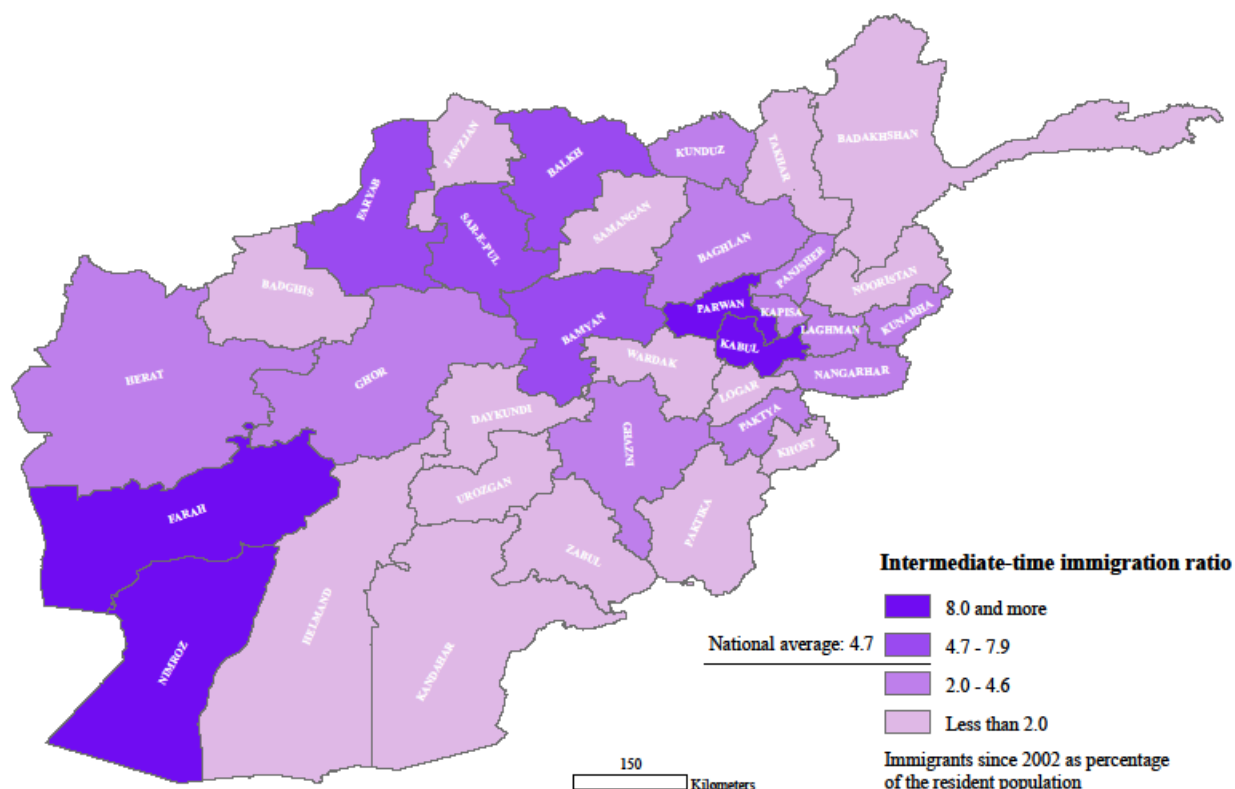 BADAKHSHAN
TAKHAR
KUNDUZ
JAWZJAN
BALKH
FARYAB
SAR-E-PUL
SAMANGAN
BAGHLAN
PANJSHER
NOORISTAN
BADGHIS
PARWAN
KAPISA
KUNARHA
LAGHMAN
KABUL
BAMYAN
WARDAK
NANGARHAR
HERAT
GHOR
LOGAR
DAYKUNDI
PAKTYA
GHAZNI
KHOST
UROZGAN
PAKTIKA
FARAH
ZABUL
HELMAND
NIMROZ
KANDAHAR
Intermediate-time immigration ratio
8.0 and more
National average: 4.7
4.7 - 7.9
2.0 - 4.6
Less than 2.0
Immigrants since 2002 as percentage
of the resident population
150
Kilometers